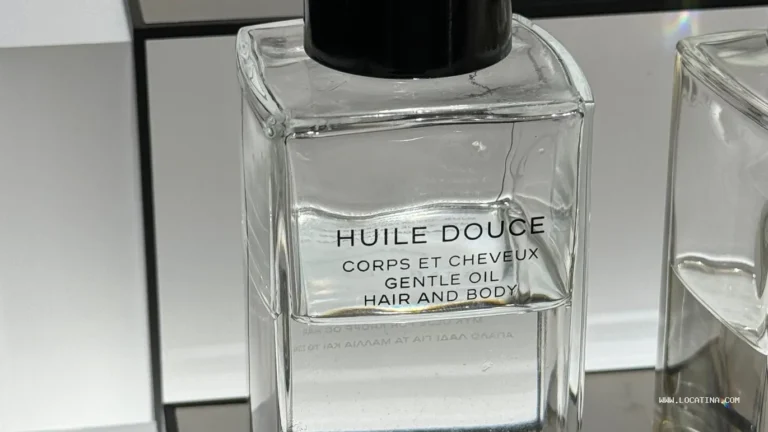 HUILE DOUCE
CORPS ET CHEVEUX
GENTLE OIL
HAIR AND BODY
WWW.LOCATINA.COM